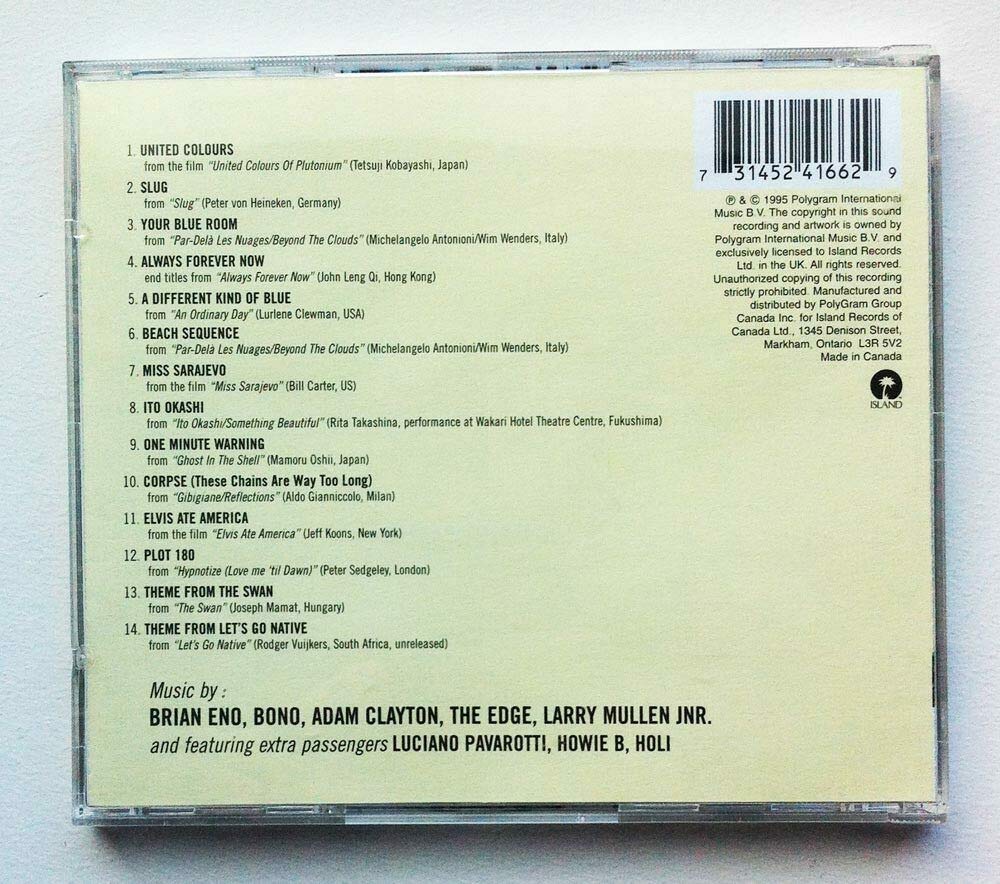 1. UNITED COLOURS
from the film "United Colours Of Plutonium" (Tetsuji Kobayashi, Japan)
2. SLUG
from "Slug" (Peter von Heineken, Germany)
3. YOUR BLUE ROOM
from "Par-Delà Les Nuages/Beyond The Clouds" (Michelangelo Antonioni/Wim Wenders, Italy)
4. ALWAYS FOREVER NOW
end titles from "Always Forever Now" (John Leng Qi, Hong Kong)
5. A DIFFERENT KIND OF BLUE
from "An Ordinary Day" (Lurlene Clewman, USA)
6. BEACH SEQUENCE
from "Par-Delà Les Nuages/Beyond The Clouds" (Michelangelo Antonioni/Wim Wenders, Italy)
7. MISS SARAJEVO
from the film "Miss Sarajevo" (Bill Carter, US)
8. ITO OKASHI
from "Ito Okashi/Something Beautiful" (Rita Takashina, performance at Wakari Hotel Theatre Centre, Fukushima)
9. ONE MINUTE WARNING
from "Ghost In The Shell" (Mamoru Oshii, Japan)
10. CORPSE (These Chains Are Way Too Long)
from "Gibigiane/Reflections" (Aldo Gianniccolo, Milan)
11. ELVIS ATE AMERICA
from the film "Elvis Ate America" (Jeff Koons, New York)
12. PLOT 180
from "Hypnotize (Love me 'til Dawn)" (Peter Sedgeley, London)
13. THEME FROM THE SWAN
from "The Swan" (Joseph Mamat, Hungary)
14. THEME FROM LET'S GO NATIVE
from "Let's Go Native" (Rodger Vuijkers, South Africa, unreleased)
Music by :
BRIAN ENO, BONO, ADAM CLAYTON, THE EDGE, LARRY MULLEN JNR.
and featuring extra passengers LUCIANO PAVAROTTI, HOWIE B, HOLI
7 31452 41662 9
℗ & © 1995 Polygram International
Music B.V. The copyright in this sound
recording and artwork is owned by
Polygram International Music B.V. and
exclusively licensed to Island Records
Ltd. in the UK. All rights reserved.
Unauthorized copying of this recording
strictly prohibited. Manufactured and
distributed by PolyGram Group
Canada Inc. for Island Records of
Canada Ltd., 1345 Denison Street,
Markham, Ontario L3R 5V2
Made in Canada
ISLAND